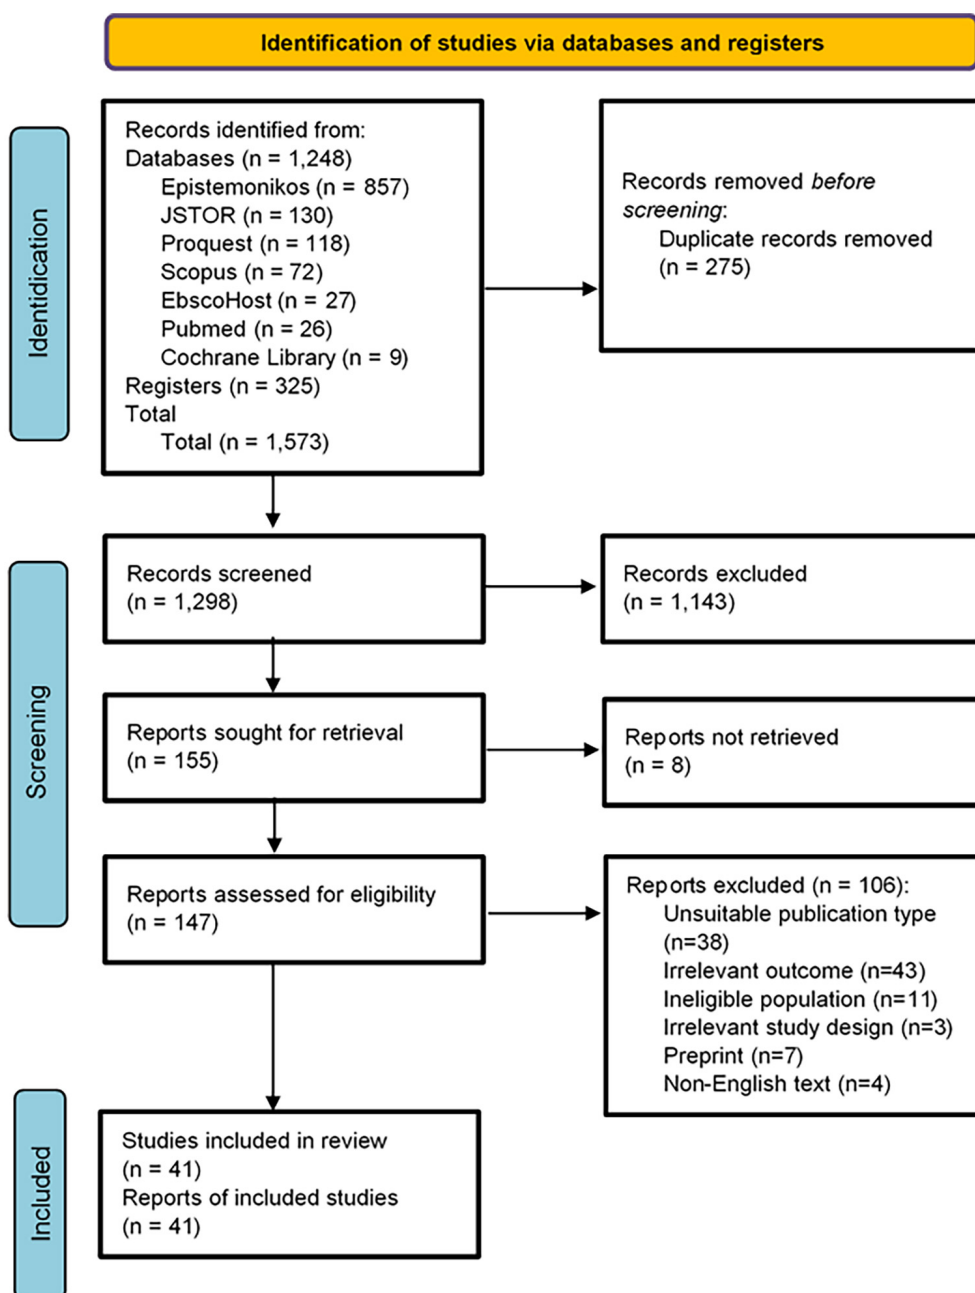 Identification of studies via databases and registers
Identidication
Records identified from:
Databases (n = 1,248)
Epistemonikos (n = 857)
JSTOR (n = 130)
Proquest (n = 118)
Scopus (n = 72)
EbscoHost (n = 27)
Pubmed (n = 26)
Cochrane Library (n = 9)
Registers (n = 325)
Total
Total (n = 1,573)
Records removed before
screening:
Duplicate records removed
(n = 275)
Screening
Records screened
(n = 1,298)
Records excluded
(n = 1,143)
Reports sought for retrieval
(n = 155)
Reports not retrieved
(n = 8)
Reports assessed for eligibility
(n = 147)
Reports excluded (n = 106):
Unsuitable publication type
(n=38)
Irrelevant outcome (n=43)
Ineligible population (n=11)
Irrelevant study design (n=3)
Preprint (n=7)
Non-English text (n=4)
Included
Studies included in review
(n = 41)
Reports of included studies
(n = 41)